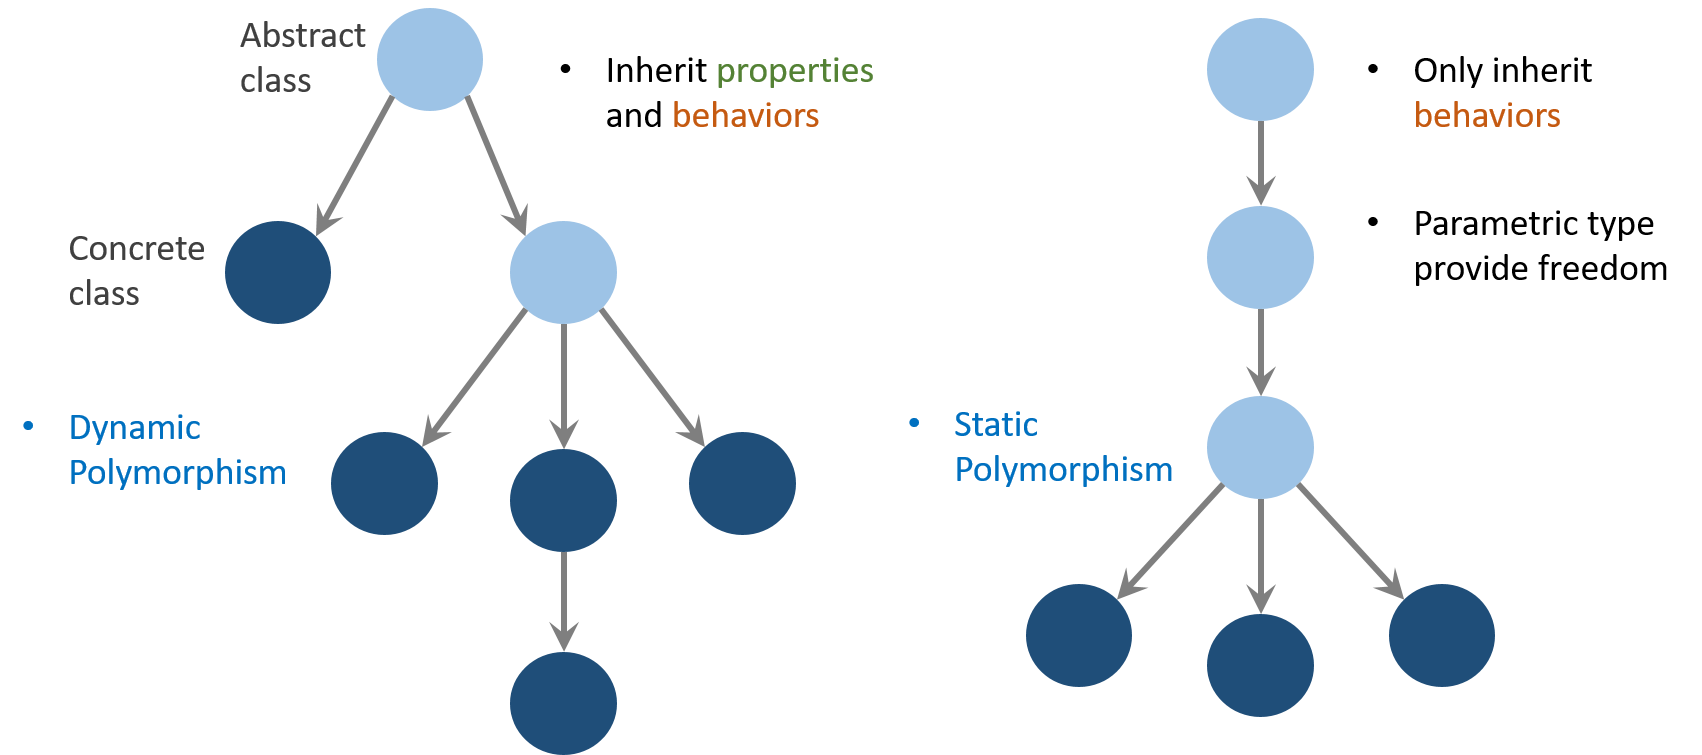 Abstract
class
• Inherit properties
and behaviors
Concrete
class
• Dynamic
Polymorphism
• Only inherit
behaviors
• Parametric type
provide freedom
• Static
Polymorphism